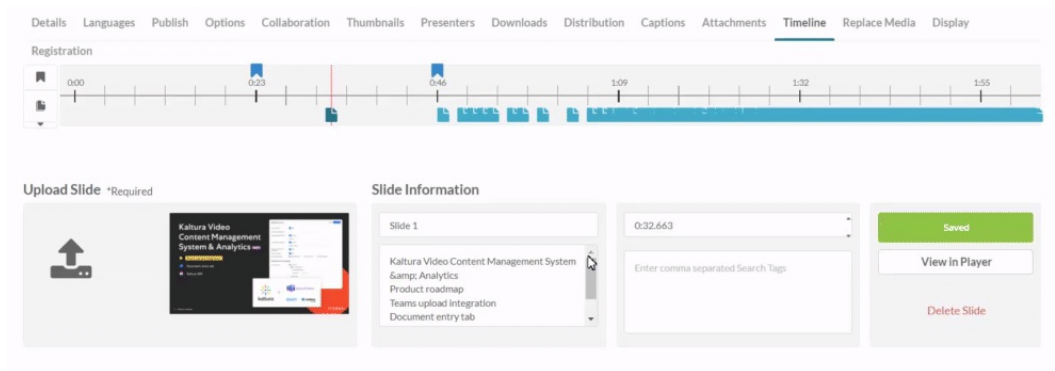 Details Languages Publish Options Collaboration Thumbnails Presenters Downloads Distribution Captions Attachments Timeline Replace Media Display
Registration
0:00 0:23 0:46 1:09 1:32 1:55
Upload Slide *Required
Slide Information
Kaltura Video
Content Management
System & Analytics
kaltura
Slide 1
Kaltura Video Content Management System
&amp; Analytics
Product roadmap
Teams upload integration
Document entry tab
0:32.663
Enter comma separated Search Tags
Saved
View in Player
Delete Slide